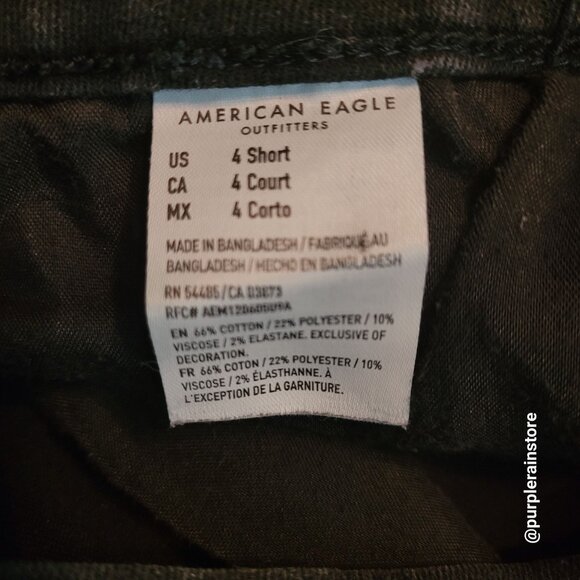 AMERICAN EAGLE
OUTFITTERS
US 4 Short
CA 4 Court
MX 4 Corto
MADE IN BANGLADESH / FABRIQUÉ AU
BANGLADESH / HECHO EN BANGLADESH
RN 54485 / CA 03673
RFC#
EN 66% COTTON / 22% POLYESTER / 10%
VISCOSE / 2% ELASTANE. EXCLUSIVE OF
DECORATION.
FR 66% COTON / 22% POLYESTER / 10%
VISCOSE / 2% ÉLASTHANNE. À
L'EXCEPTION DE LA GARNITURE.
@purplerainstore